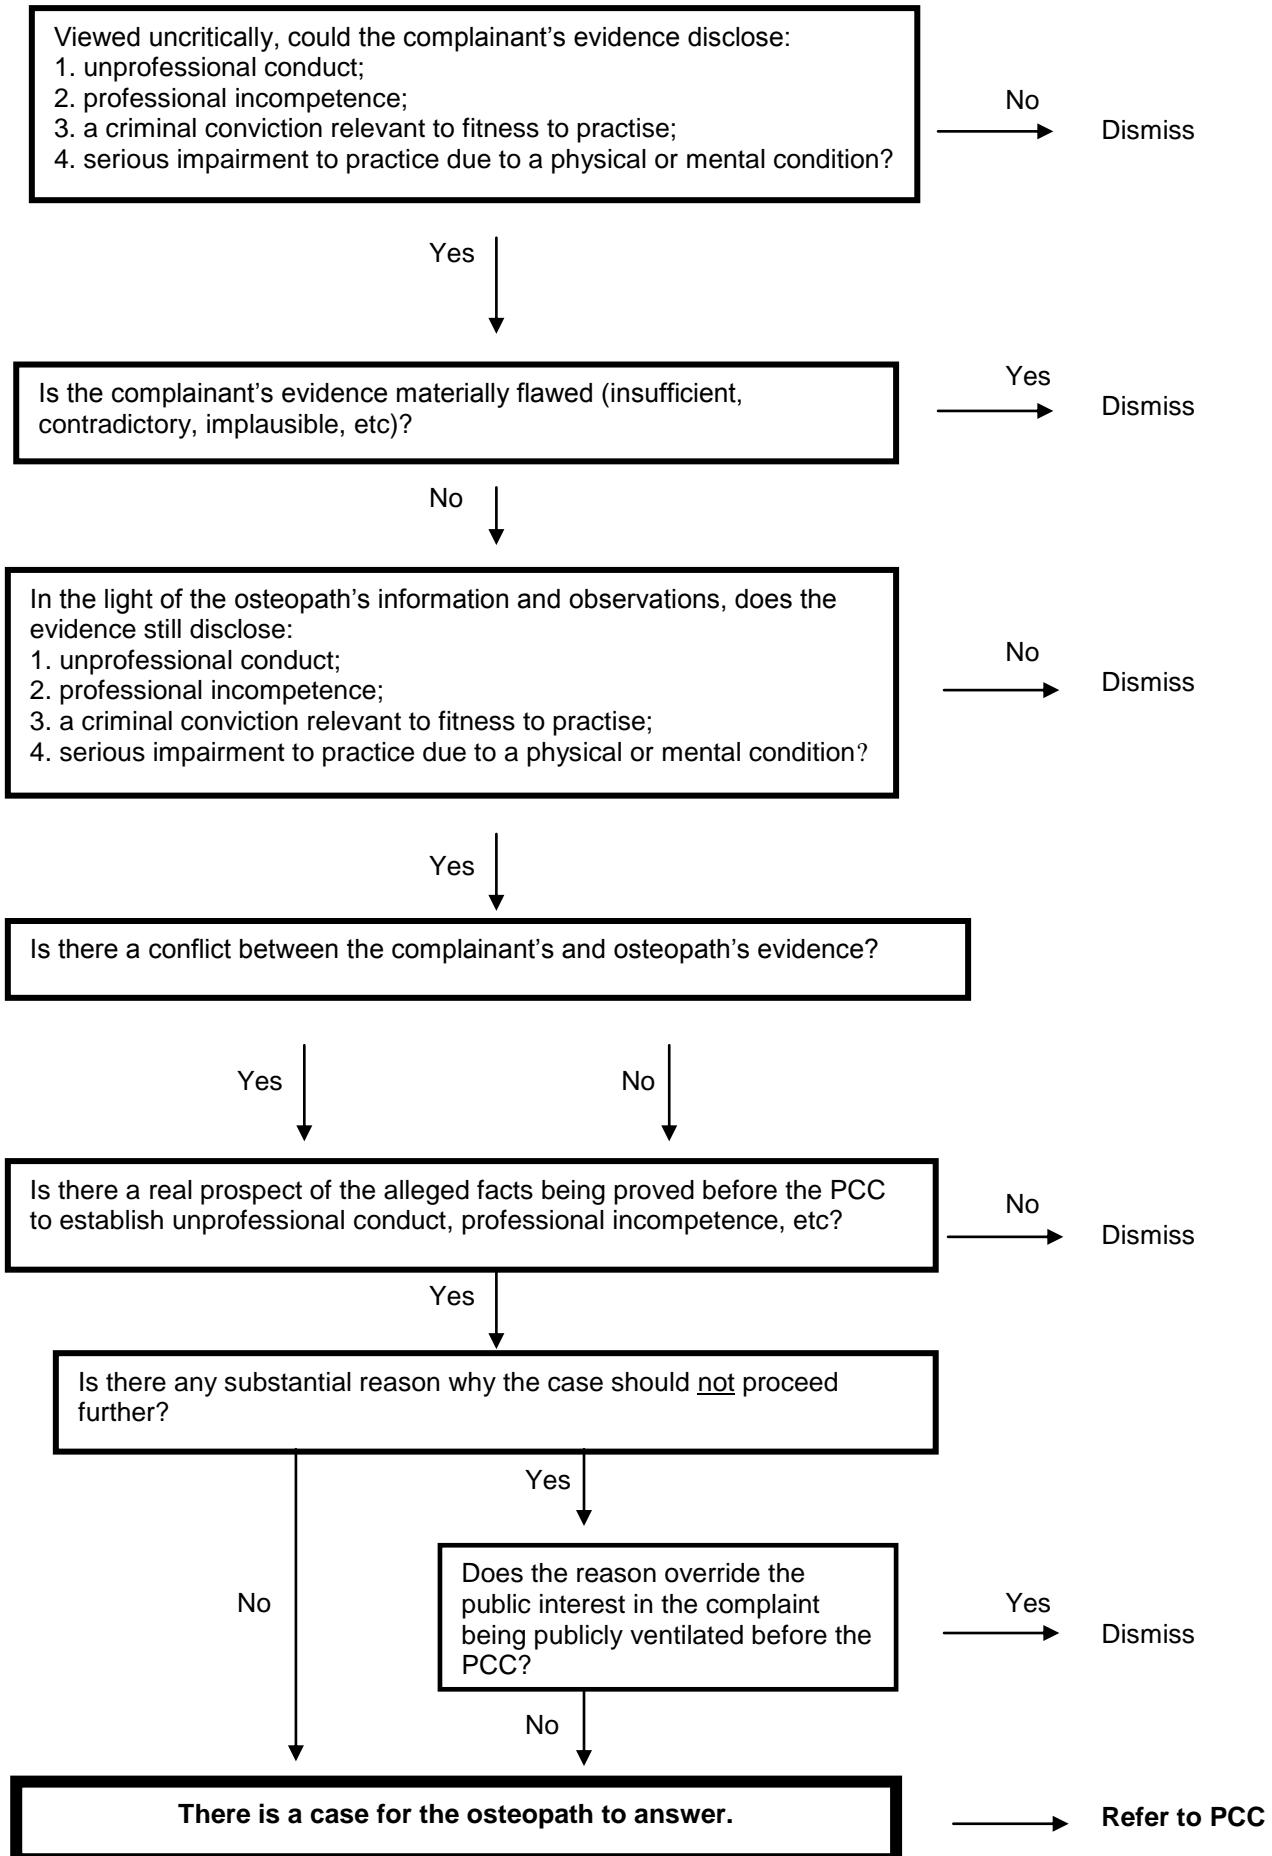 Viewed uncritically, could the complainant’s evidence disclose:
1. unprofessional conduct;
2. professional incompetence;
3. a criminal conviction relevant to fitness to practise;
4. serious impairment to practice due to a physical or mental condition?
No
Dismiss
Yes
Is the complainant’s evidence materially flawed (insufficient,
contradictory, implausible, etc)?
Yes
Dismiss
No
In the light of the osteopath’s information and observations, does the
evidence still disclose:
1. unprofessional conduct;
2. professional incompetence;
3. a criminal conviction relevant to fitness to practise;
4. serious impairment to practice due to a physical or mental condition?
No
Dismiss
Yes
Is there a conflict between the complainant’s and osteopath’s evidence?
Yes
No
Is there a real prospect of the alleged facts being proved before the PCC
to establish unprofessional conduct, professional incompetence, etc?
No
Dismiss
Yes
Is there any substantial reason why the case should not proceed
further?
Yes
No
Does the reason override the
public interest in the complaint
being publicly ventilated before the
PCC?
Yes
Dismiss
No
There is a case for the osteopath to answer.
Refer to PCC